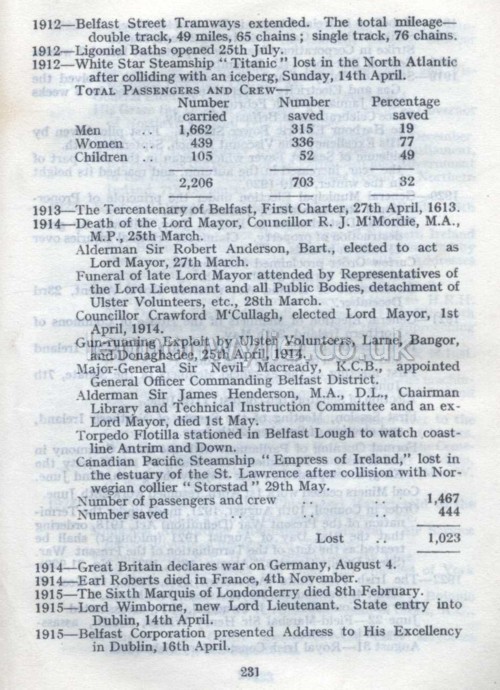 1912—Belfast Street Tramways extended. The total mileage—
double track, 49 miles, 65 chains; single track, 76 chains.
1912—Ligoniel Baths opened 25th July.
1912—White Star Steamship "Titanic" lost in the North Atlantic
after colliding with an iceberg, Sunday, 14th April.
TOTAL PASSENGERS AND CREW—
Number Number Percentage
carried saved saved
Men .. 1,662 315 19
Women .. 439 336 77
Children .. 105 52 49
2,206 703 32
1913—The Tercentenary of Belfast, First Charter, 27th April, 1613.
1914—Death of the Lord Mayor, Councillor R. J. M'Mordie, M.A.,
M.P., 25th March.
Alderman Sir Robert Anderson, Bart., elected to act as
Lord Mayor, 27th March.
Funeral of late Lord Mayor attended by Representatives of
the Lord Lieutenant and all Public Bodies, detachment of
Ulster Volunteers, etc., 28th March.
Councillor Crawford M'Cullagh, elected Lord Mayor, 1st
April, 1914.
Gun-running Exploit by Ulster Volunteers, Larne, Bangor,
and Donaghadee, 25th April, 1914.
Major-General Sir Nevil Macready, K.C.B., appointed
General Officer Commanding Belfast District.
Alderman Sir James Henderson, M.A., D.L., Chairman
Library and Technical Instruction Committee and an ex-
Lord Mayor, died 1st May.
Torpedo Flotilla stationed in Belfast Lough to watch coast-
line Antrim and Down.
Canadian Pacific Steamship "Empress of Ireland," lost in
the estuary of the St. Lawrence after collision with Nor-
wegian collier "Storstad" 29th May.
Number of passengers and crew .. .. 1,467
Number saved .. .. .. 444
Lost .. 1,023
1914—Great Britain declares war on Germany, August 4.
1914—Earl Roberts died in France, 4th November.
1915—The Sixth Marquis of Londonderry died 8th February.
1915—Lord Wimborne, new Lord Lieutenant. State entry into
Dublin, 14th April.
1915—Belfast Corporation presented Address to His Excellency
in Dublin, 16th April.
231